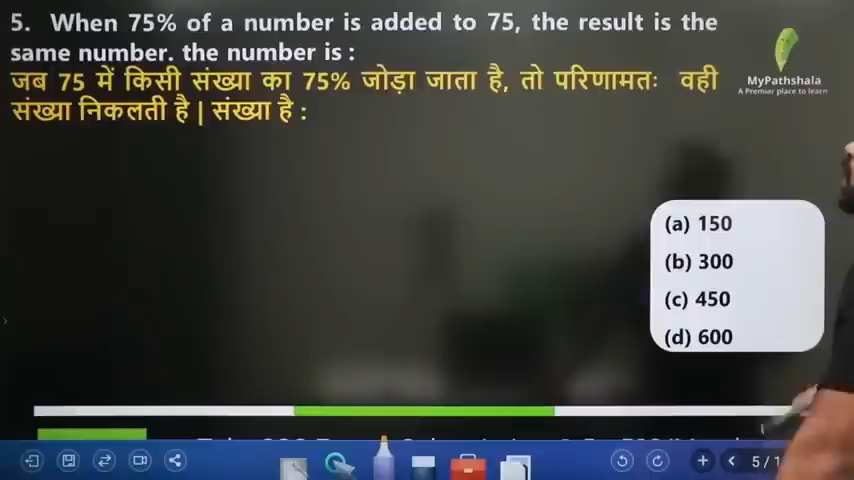 5. When 75% of a number is added to 75, the result is the
same number. the number is :
जब 75 में किसी संख्या का 75% जोड़ा जाता है, तो परिणामतः वही
संख्या निकलती है | संख्या है :
MyPathshala
A Premier place to learn
(a) 150
(b) 300
(c) 450
(d) 600
5 / 1